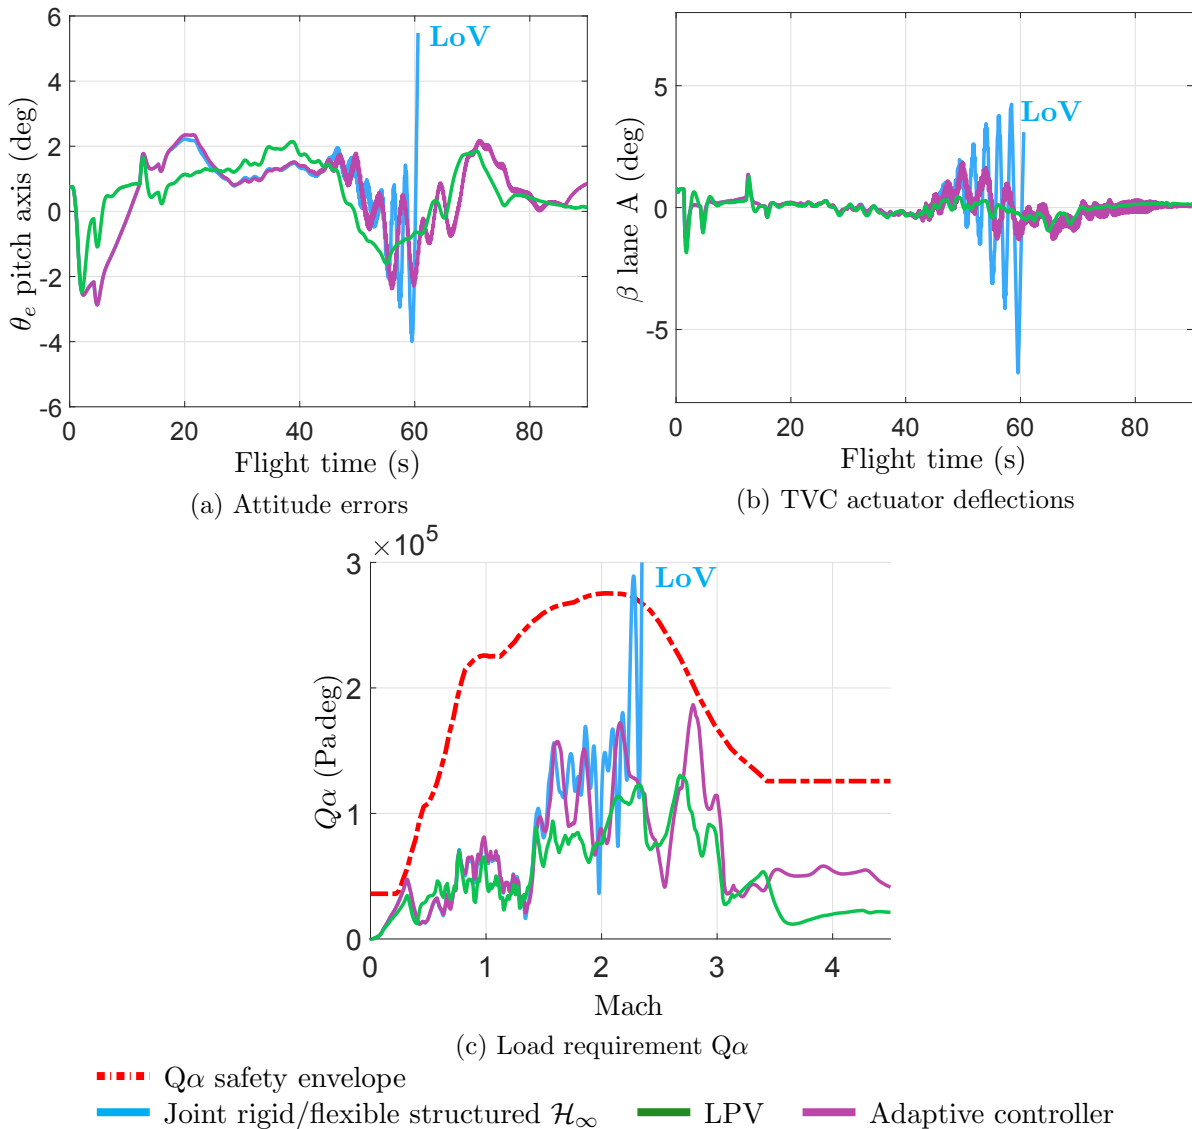 6
4
2
0
-2
-4
-6
θe pitch axis (deg)
LoV
0 20 40 60 80
Flight time (s)
(a) Attitude errors
5
0
-5
β lane A (deg)
LoV
0 20 40 60 80
Flight time (s)
(b) TVC actuator deflections
×10⁵
3
2
1
0
Qα (Pa deg)
LoV
0 1 2 3 4
Mach
(c) Load requirement Qα
Qα safety envelope
Joint rigid/flexible structured ℋ∞ LPV Adaptive controller